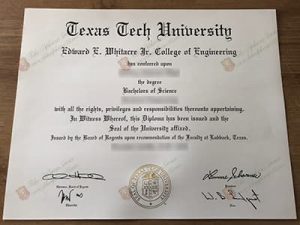 Texas Tech University
Edward E. Whitacre Jr. College of Engineering
has conferred upon
the degree
Bachelors of Science
with all the rights, privileges and responsibilities thereunto appertaining.
In Witness Whereof, this Diploma has been issued and the
Seal of the University affixed.
Issued by the Board of Regents upon recommendation of the Faculty at Lubbock, Texas.